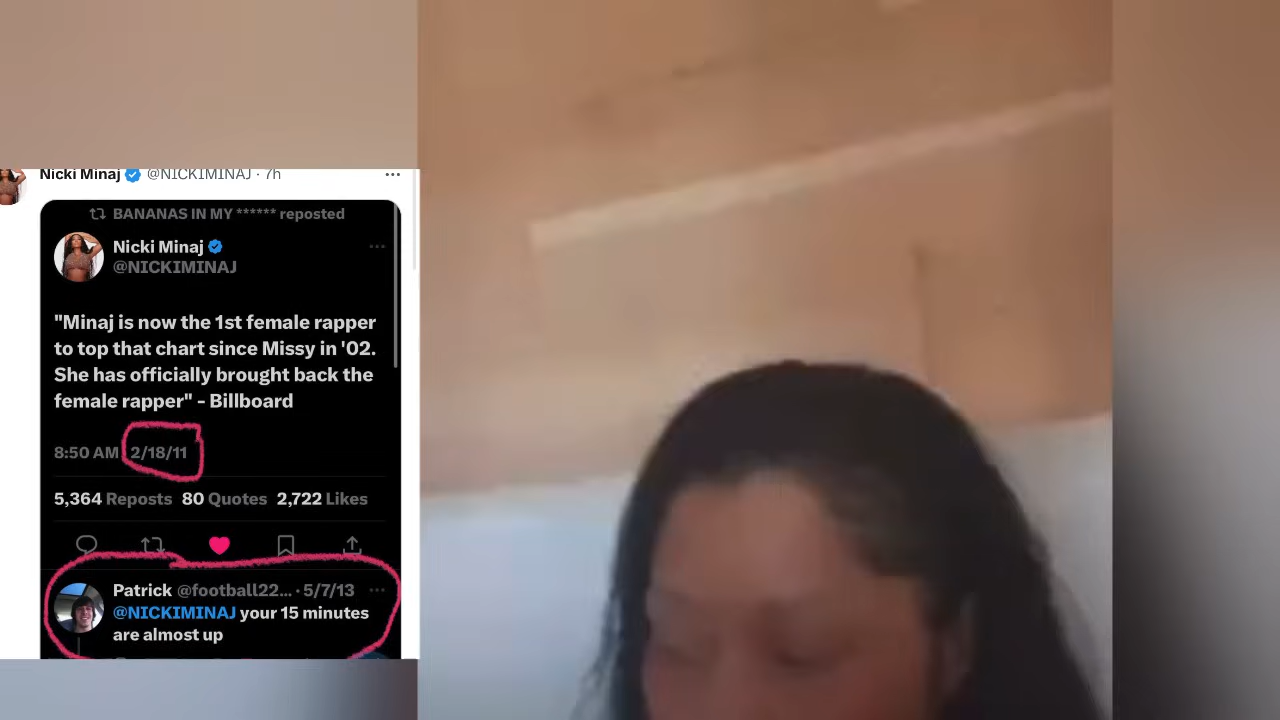 Nicki Minaj @NICKIMINAJ · 7h
BANANAS IN MY ****** reposted
Nicki Minaj
@NICKIMINAJ
"Minaj is now the 1st female rapper
to top that chart since Missy in '02.
She has officially brought back the
female rapper" - Billboard
8:50 AM 2/18/11
5,364 Reposts 80 Quotes 2,722 Likes
Patrick @football22... · 5/7/13
@NICKIMINAJ your 15 minutes
are almost up